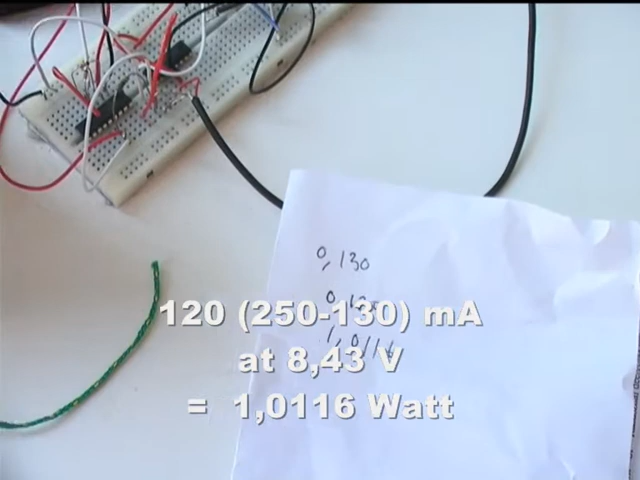 0,130
120 (250-130) mA
at 8,43 V
= 1,0116 Watt